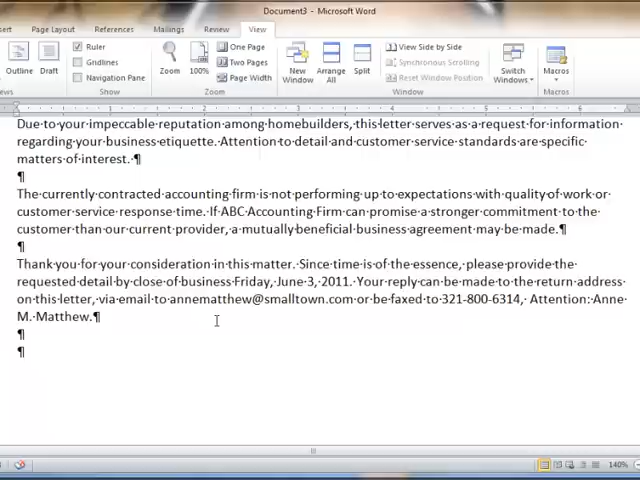 Document3 - Microsoft Word
sert Page Layout References Mailings Review View
Ruler
Gridlines
Navigation Pane
One Page
Two Pages
Page Width
View Side by Side
Synchronous Scrolling
Reset Window Position
Outline Draft Zoom 100% New Window Arrange All Split Switch Windows Macros
ews Show Zoom Window Macros
1 2 3 4 5 6
Due·to·your·impeccable·reputation·among·homebuilders,·this·letter·serves·as·a·request·for·information·
regarding·your·business·etiquette.··Attention·to·detail·and·customer·service·standards·are·specific·
matters·of·interest.·¶
¶
The·currently·contracted·accounting·firm·is·not·performing·up·to·expectations·with·quality·of·work·or·
customer·service·response·time.··If·ABC·Accounting·Firm·can·promise·a·stronger·commitment·to·the·
customer·than·our·current·provider,·a·mutually·beneficial·business·agreement·may·be·made.¶
¶
Thank·you·for·your·consideration·in·this·matter.··Since·time·is·of·the·essence,·please·provide·the·
requested·detail·by·close·of·business·Friday,·June·3,·2011.··Your·reply·can·be·made·to·the·return·address·
on·this·letter,·via·email·to·annematthew@smalltown.com·or·be·faxed·to·321-800-6314,··Attention:·Anne·
M.·Matthew.¶
¶
¶
140%